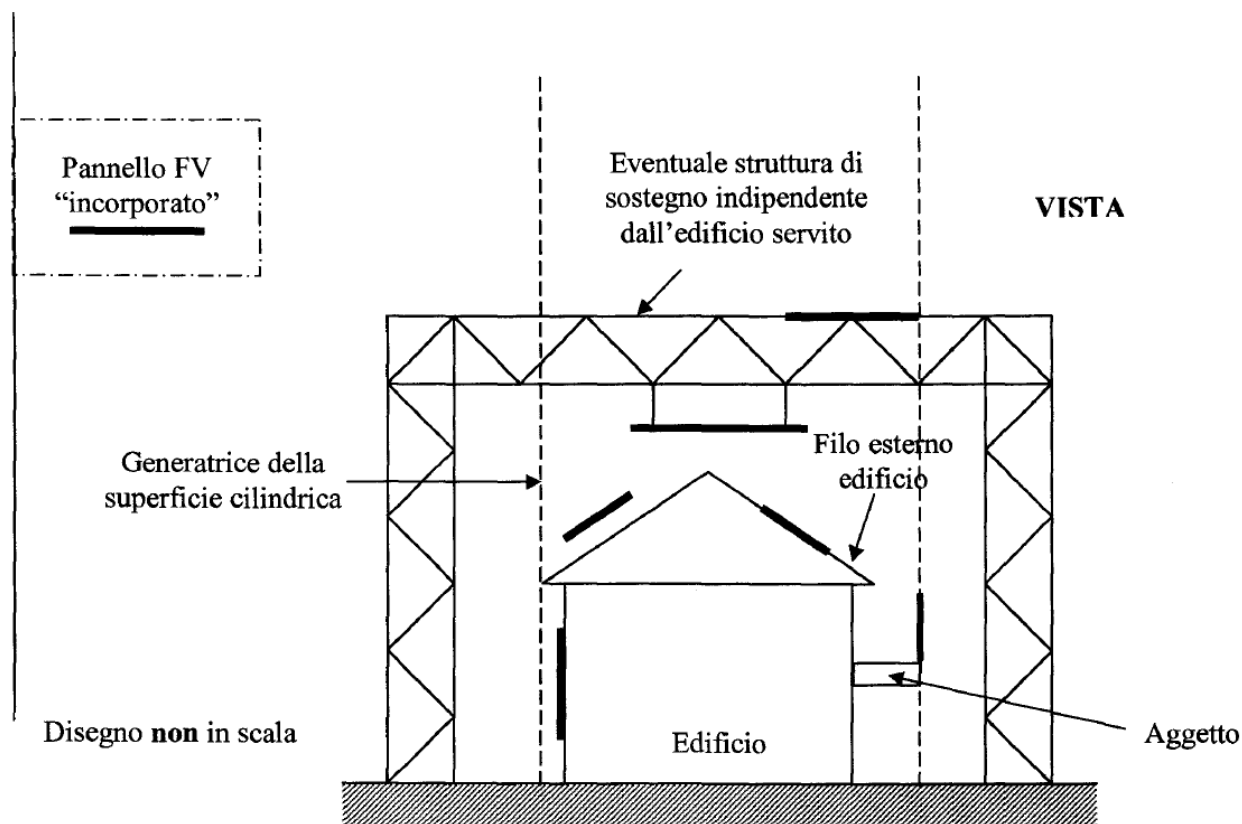 Pannello FV
“incorporato”
Eventuale struttura di
sostegno indipendente
dall’edificio servito
VISTA
Generatrice della
superficie cilindrica
Filo esterno
edificio
Disegno non in scala
Edificio
Aggetto